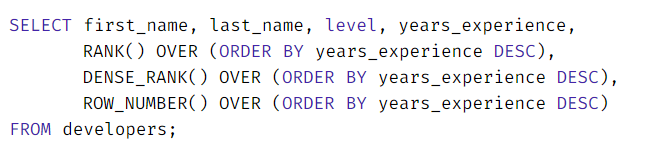 SELECT first_name, last_name, level, years_experience,
       RANK() OVER (ORDER BY years_experience DESC),
       DENSE_RANK() OVER (ORDER BY years_experience DESC),
       ROW_NUMBER() OVER (ORDER BY years_experience DESC)
FROM developers;